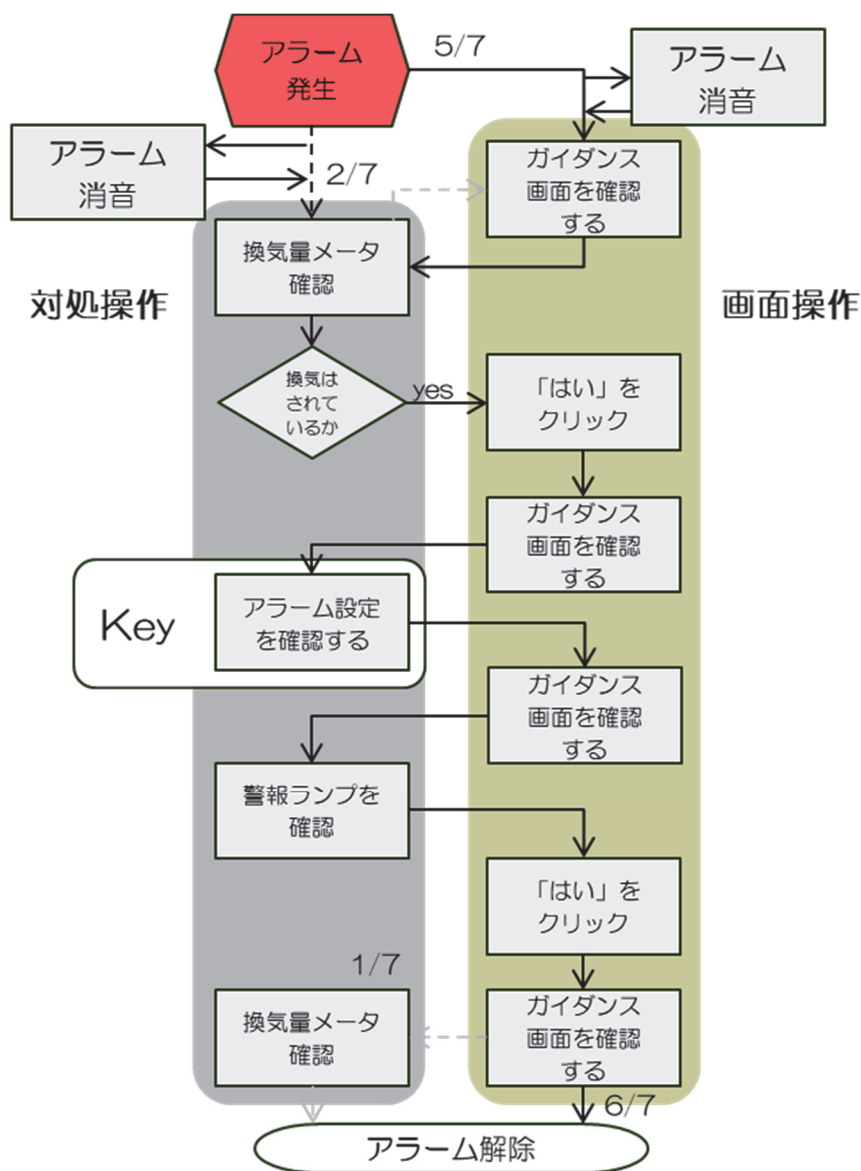 アラーム
発生
5/7
アラーム
消音
アラーム
消音
2/7
ガイダンス
画面を確認
する
換気量メータ
確認
対処操作
画面操作
換気は
されて
いるか
yes
「はい」を
クリック
ガイダンス
画面を確認
する
Key
アラーム設定
を確認する
ガイダンス
画面を確認
する
警報ランプを
確認
「はい」を
クリック
1/7
換気量メータ
確認
ガイダンス
画面を確認
する
6/7
アラーム解除